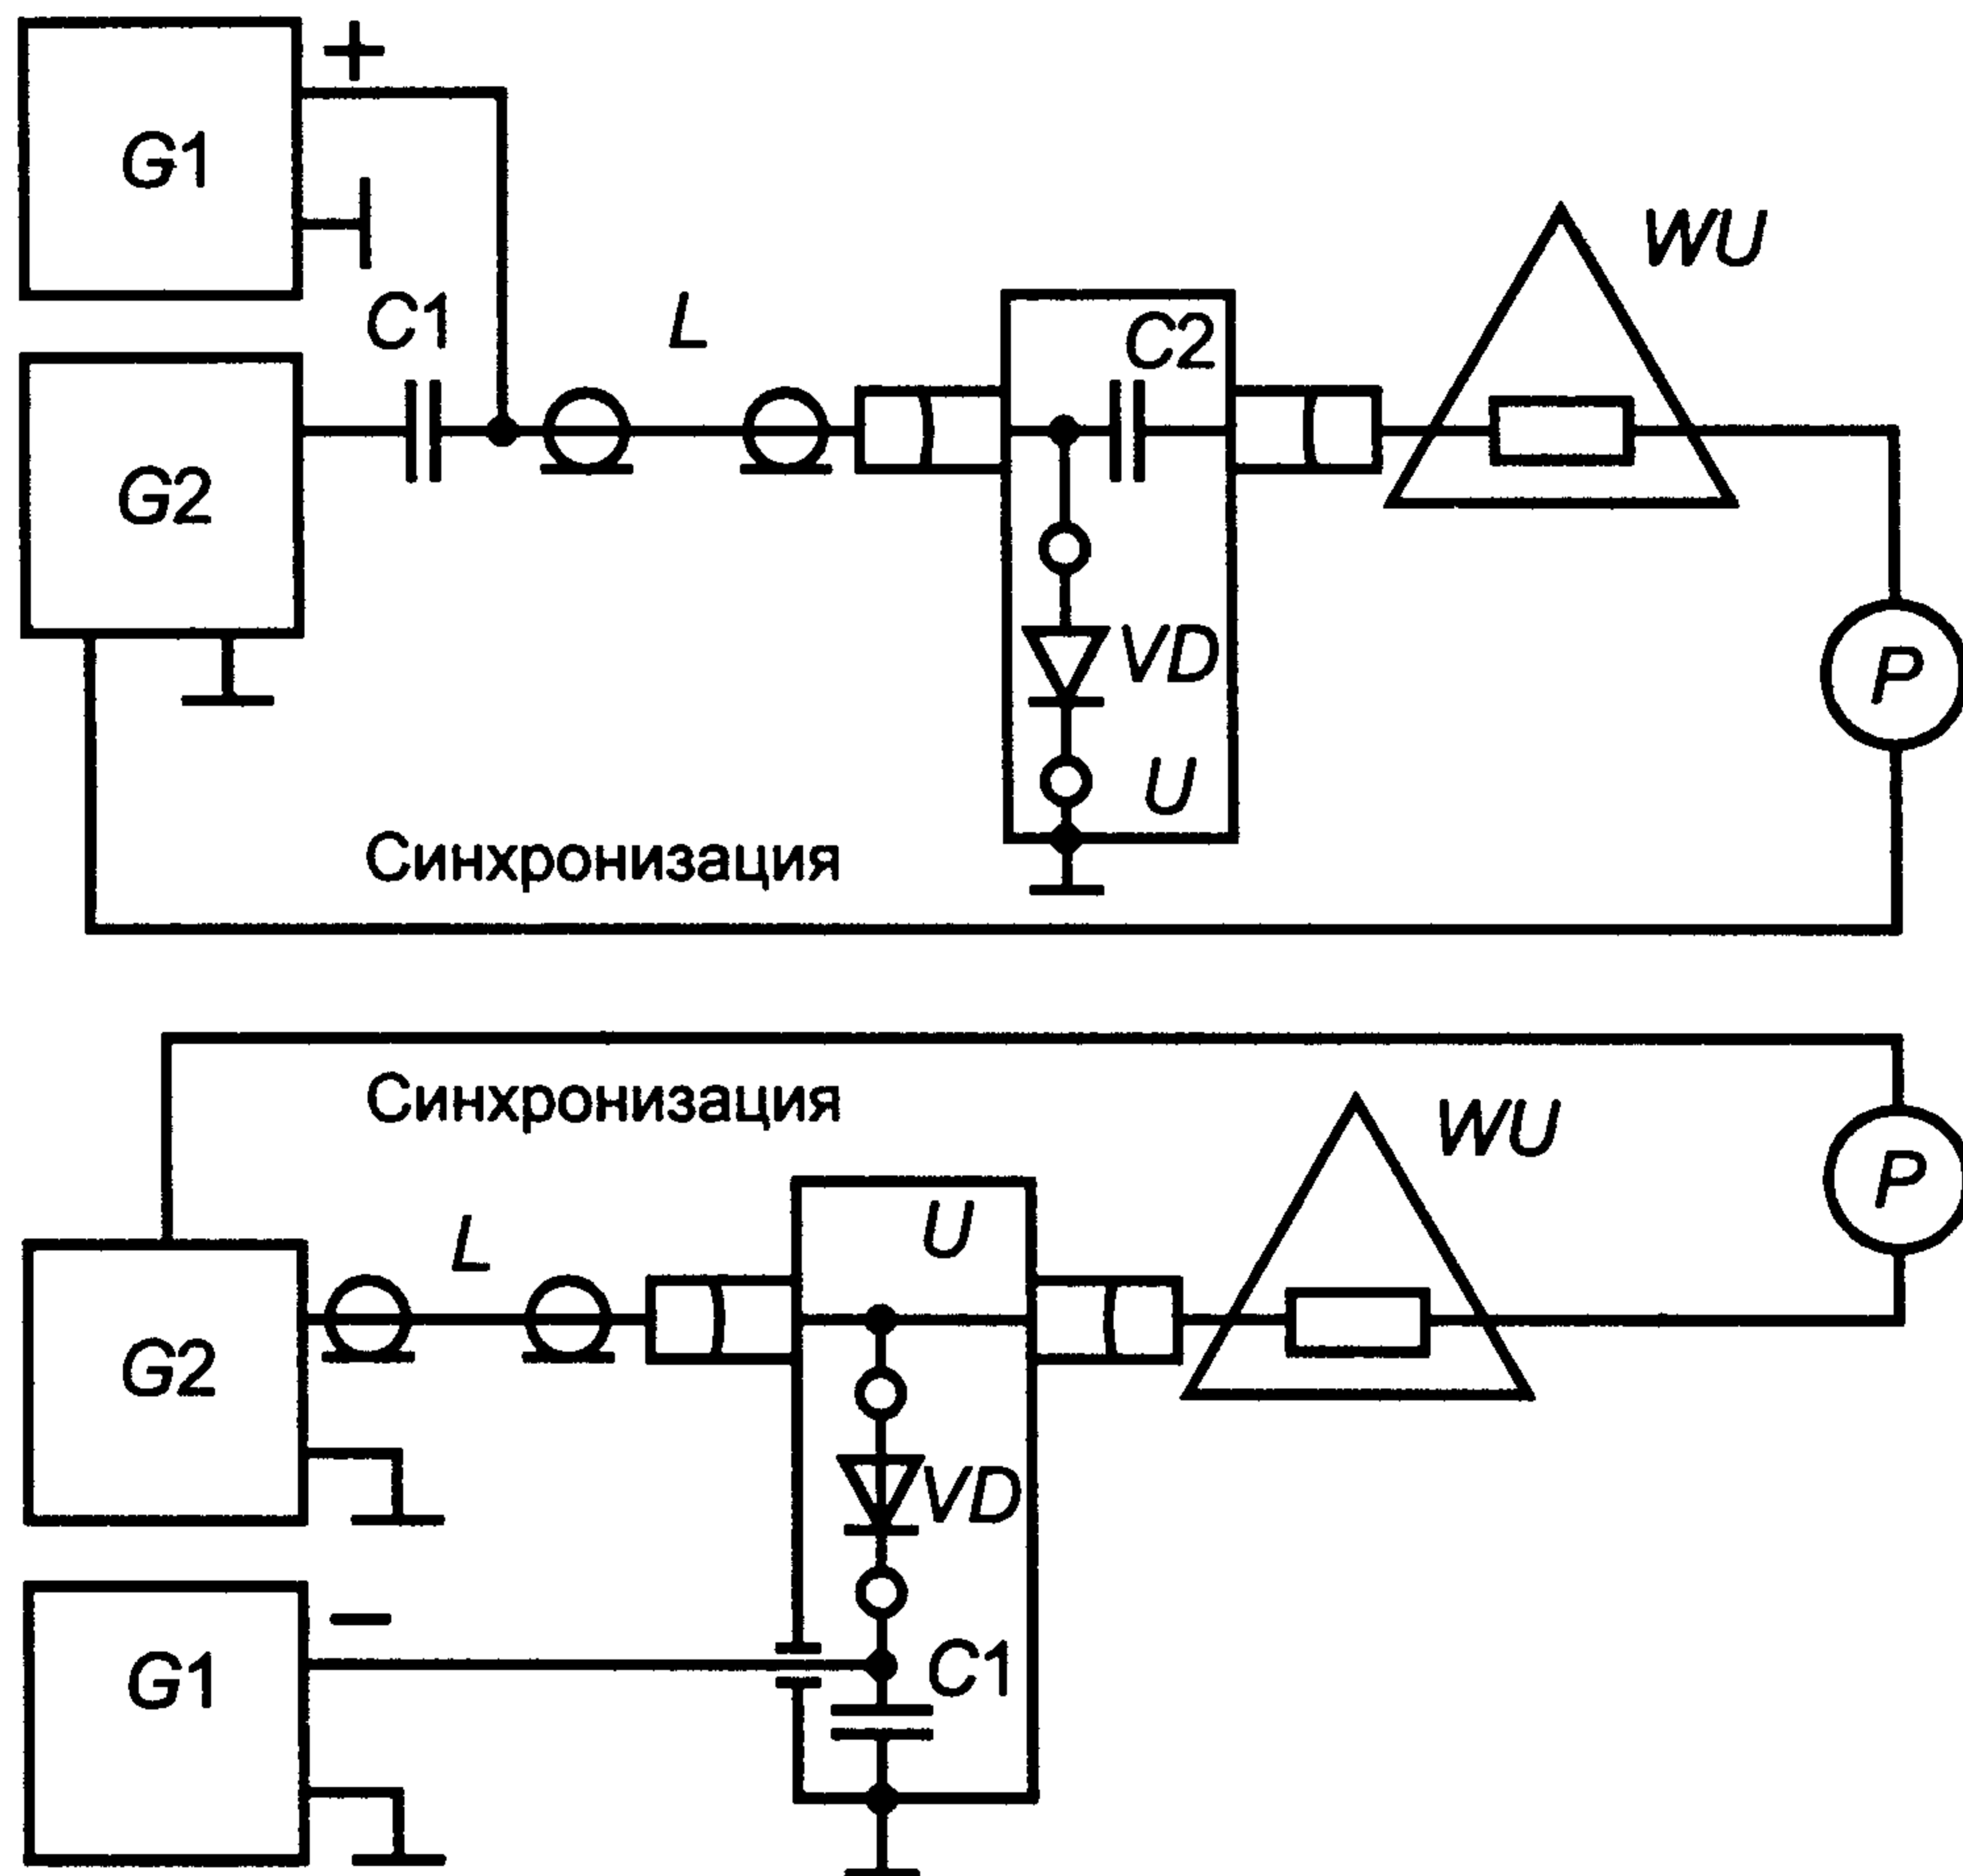 +
G1
C1
L
C2
WU
G2
VD
P
U
Синхронизация
Синхронизация
WU
P
L
U
G2
VD
−
G1
C1